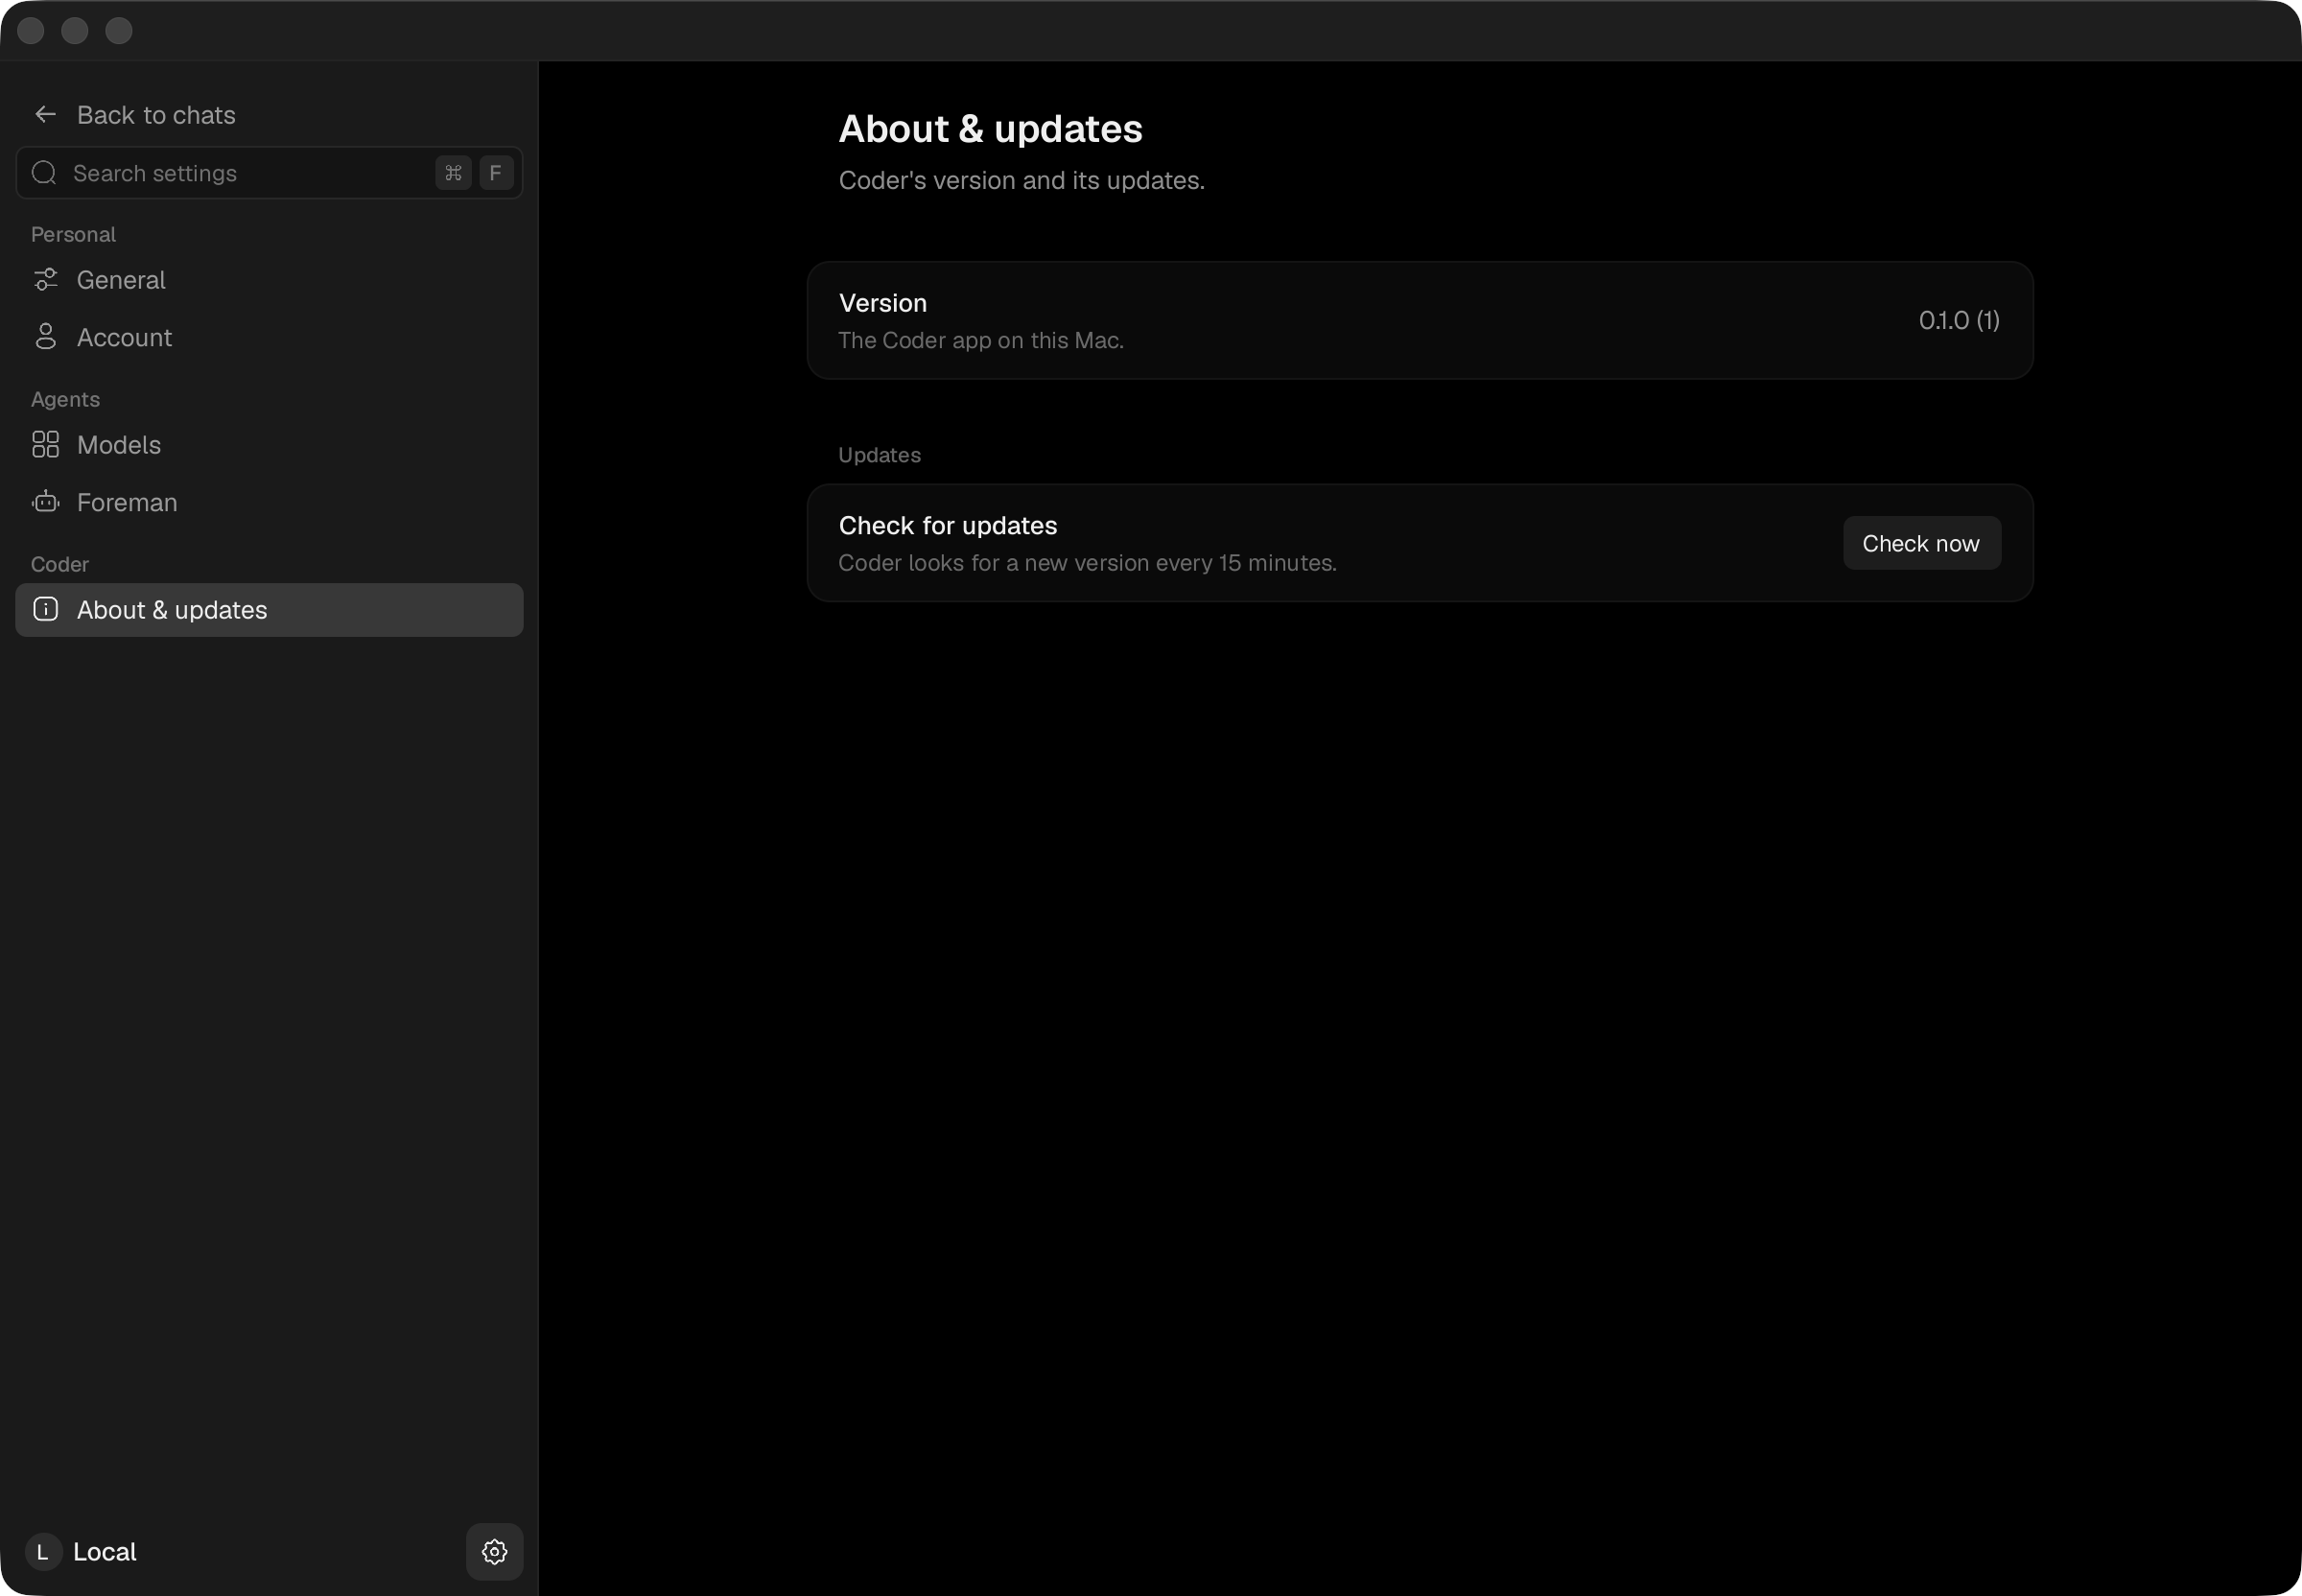 Back to chats
Search settings ⌘ F
Personal
General
Account
Agents
Models
Foreman
Coder
About & updates
L Local
About & updates
Coder's version and its updates.
Version
The Coder app on this Mac.
0.1.0 (1)
Updates
Check for updates
Coder looks for a new version every 15 minutes.
Check now